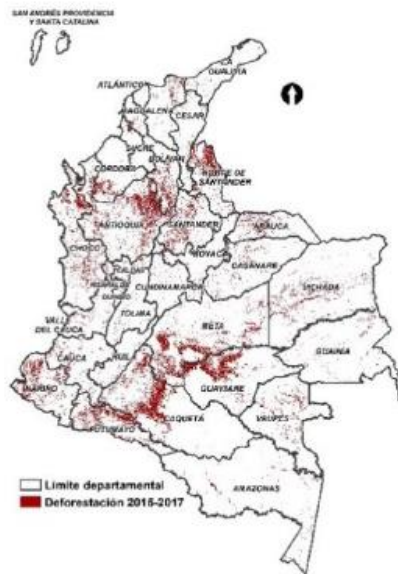 SAN ANDRÉS PROVIDENCIA
Y SANTA CATALINA
LA
GUAJIRA
ATLÁNTICO
MAGDALENA
CESAR
SUCRE
BOLÍVAR
CÓRDOBA
NORTE DE
SANTANDER
ANTIOQUIA
SANTANDER
ARAUCA
CHOCÓ
BOYACÁ
CASANARE
CALDAS
VICHADA
CUNDINAMARCA
TOLIMA
VALLE
DEL CAUCA
META
GUAINÍA
CAUCA
HUILA
GUAVIARE
NARIÑO
CAQUETÁ
VAUPÉS
PUTUMAYO
AMAZONAS
Límite departamental
Deforestación 2015-2017